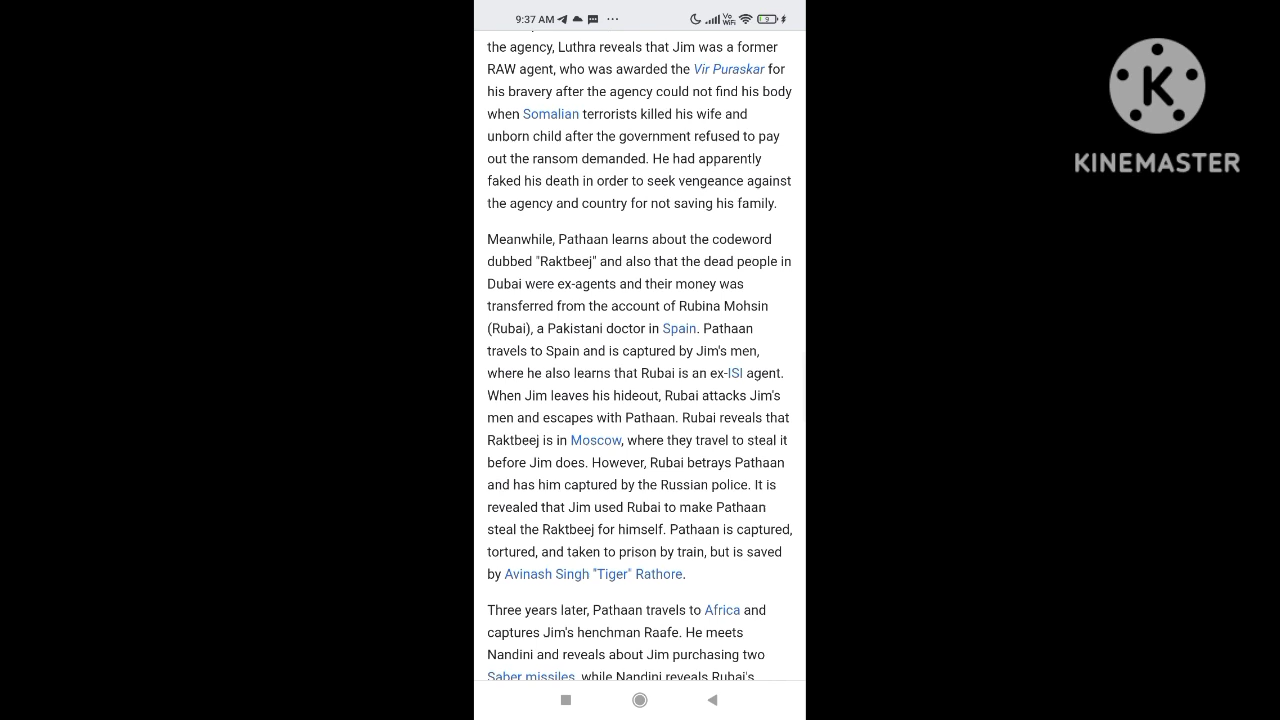 9:37 AM
Vo
WiFi
9
KINEMASTER
K
the agency, Luthra reveals that Jim was a former
RAW agent, who was awarded the Vir Puraskar for
his bravery after the agency could not find his body
when Somalian terrorists killed his wife and
unborn child after the government refused to pay
out the ransom demanded. He had apparently
faked his death in order to seek vengeance against
the agency and country for not saving his family.
Meanwhile, Pathaan learns about the codeword
dubbed "Raktbeej" and also that the dead people in
Dubai were ex-agents and their money was
transferred from the account of Rubina Mohsin
(Rubai), a Pakistani doctor in Spain. Pathaan
travels to Spain and is captured by Jim's men,
where he also learns that Rubai is an ex-ISI agent.
When Jim leaves his hideout, Rubai attacks Jim's
men and escapes with Pathaan. Rubai reveals that
Raktbeej is in Moscow, where they travel to steal it
before Jim does. However, Rubai betrays Pathaan
and has him captured by the Russian police. It is
revealed that Jim used Rubai to make Pathaan
steal the Raktbeej for himself. Pathaan is captured,
tortured, and taken to prison by train, but is saved
by Avinash Singh "Tiger" Rathore.
Three years later, Pathaan travels to Africa and
captures Jim's henchman Raafe. He meets
Nandini and reveals about Jim purchasing two
Saber missiles, while Nandini reveals Rubai's